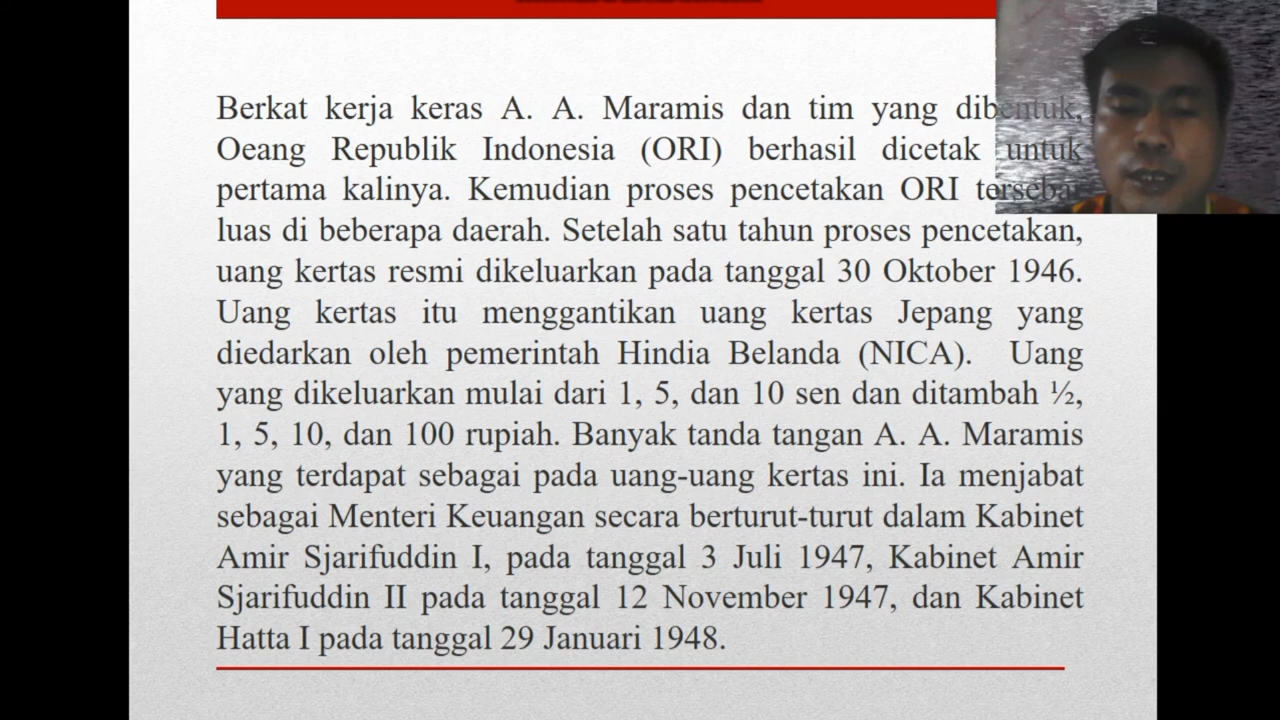 Berkat kerja keras A. A. Maramis dan tim yang dibentuk,
Oeang Republik Indonesia (ORI) berhasil dicetak untuk
pertama kalinya. Kemudian proses pencetakan ORI tersebar
luas di beberapa daerah. Setelah satu tahun proses pencetakan,
uang kertas resmi dikeluarkan pada tanggal 30 Oktober 1946.
Uang kertas itu menggantikan uang kertas Jepang yang
diedarkan oleh pemerintah Hindia Belanda (NICA). Uang
yang dikeluarkan mulai dari 1, 5, dan 10 sen dan ditambah ½,
1, 5, 10, dan 100 rupiah. Banyak tanda tangan A. A. Maramis
yang terdapat sebagai pada uang-uang kertas ini. Ia menjabat
sebagai Menteri Keuangan secara berturut-turut dalam Kabinet
Amir Sjarifuddin I, pada tanggal 3 Juli 1947, Kabinet Amir
Sjarifuddin II pada tanggal 12 November 1947, dan Kabinet
Hatta I pada tanggal 29 Januari 1948.